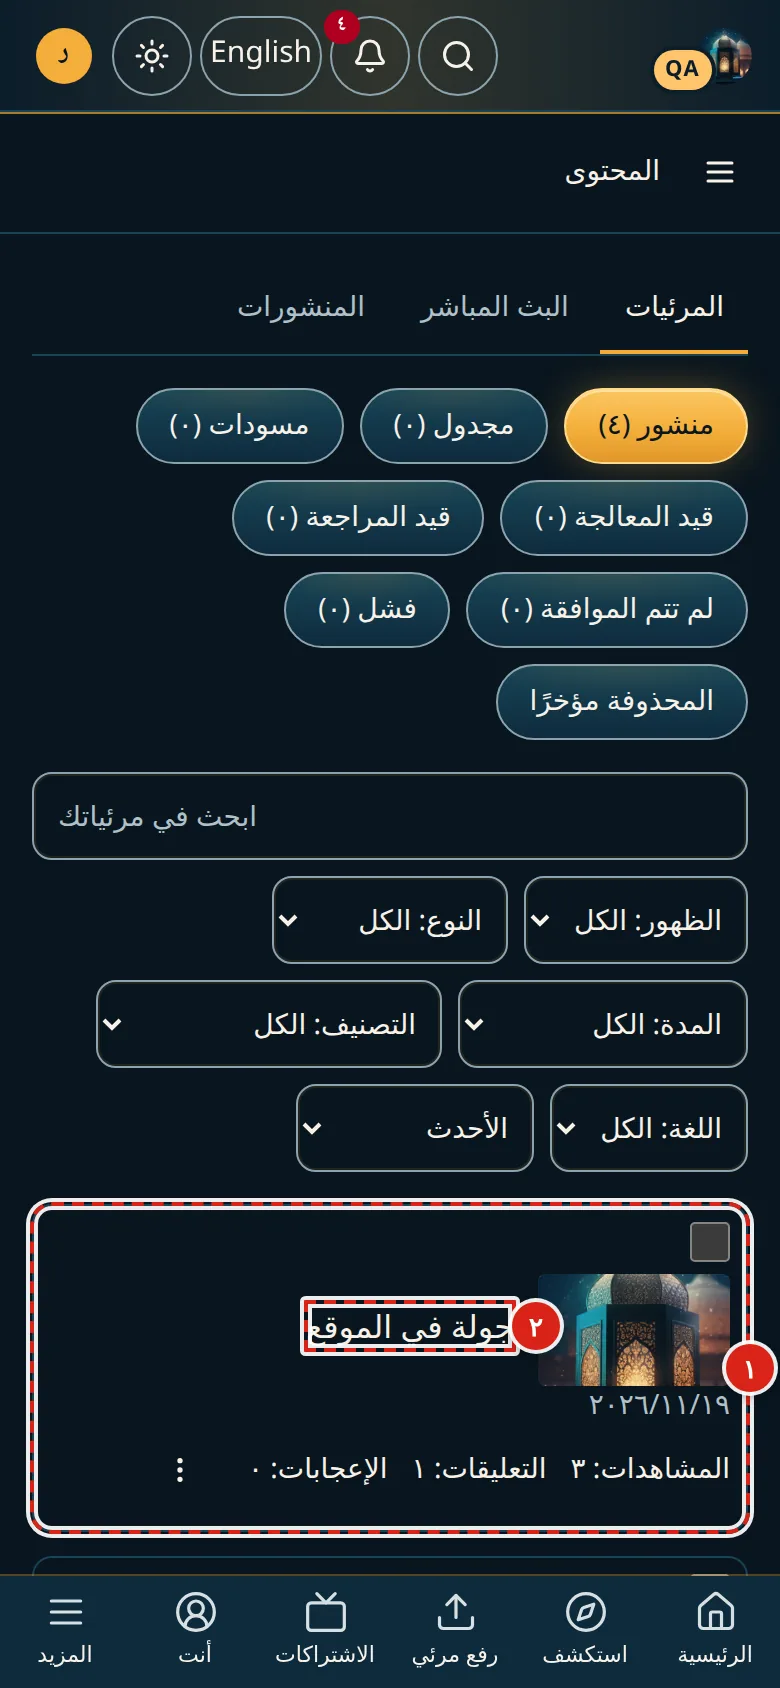 QA
٤
English
ر
المحتوى
المرئيات
البث المباشر
المنشورات
منشور (٤)
مجدول (٠)
مسودات (٠)
قيد المعالجة (٠)
قيد المراجعة (٠)
لم تتم الموافقة (٠)
فشل (٠)
المحذوفة مؤخرًا
ابحث في مرئياتك
الظهور: الكل
النوع: الكل
المدة: الكل
التصنيف: الكل
اللغة: الكل
الأحدث
١
٢
جولة في الموقع
٢٠٢٦/١١/١٩
المشاهدات: ٣ التعليقات: ١ الإعجابات: ٠
الرئيسية
استكشف
رفع مرئي
الاشتراكات
أنت
المزيد